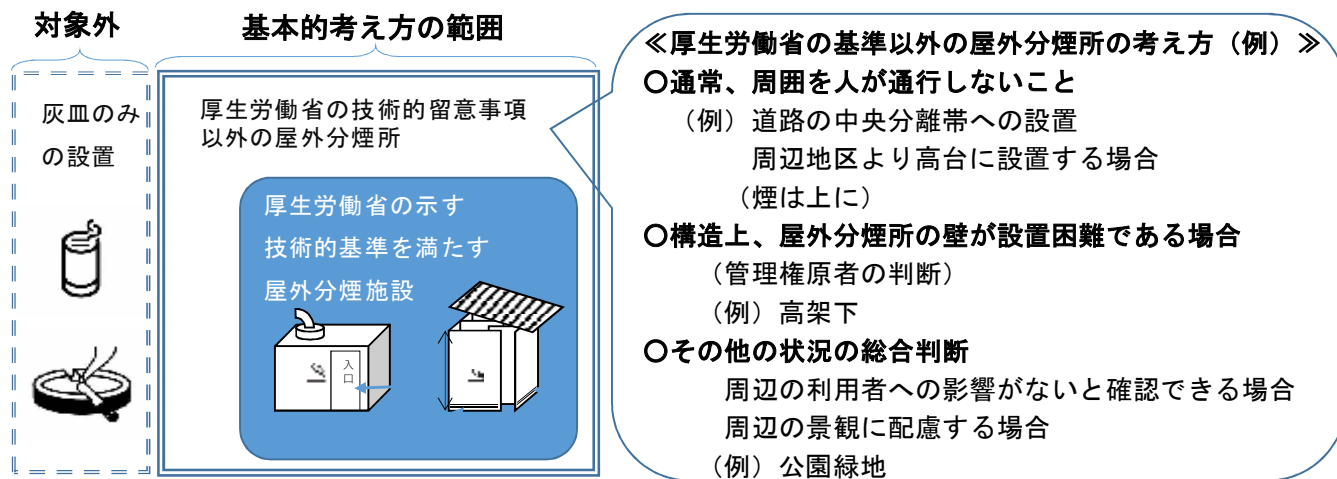 対象外
灰皿のみ
の設置
基本的考え方の範囲
厚生労働省の技術的留意事項
以外の屋外分煙所
厚生労働省の示す
技術的基準を満たす
屋外分煙施設
入口
≪厚生労働省の基準以外の屋外分煙所の考え方（例）≫
〇通常、周囲を人が通行しないこと
（例）道路の中央分離帯への設置
周辺地区より高台に設置する場合
（煙は上に）
〇構造上、屋外分煙所の壁が設置困難である場合
（管理権原者の判断）
（例）高架下
〇その他の状況の総合判断
周辺の利用者への影響がないと確認できる場合
周辺の景観に配慮する場合
（例）公園緑地